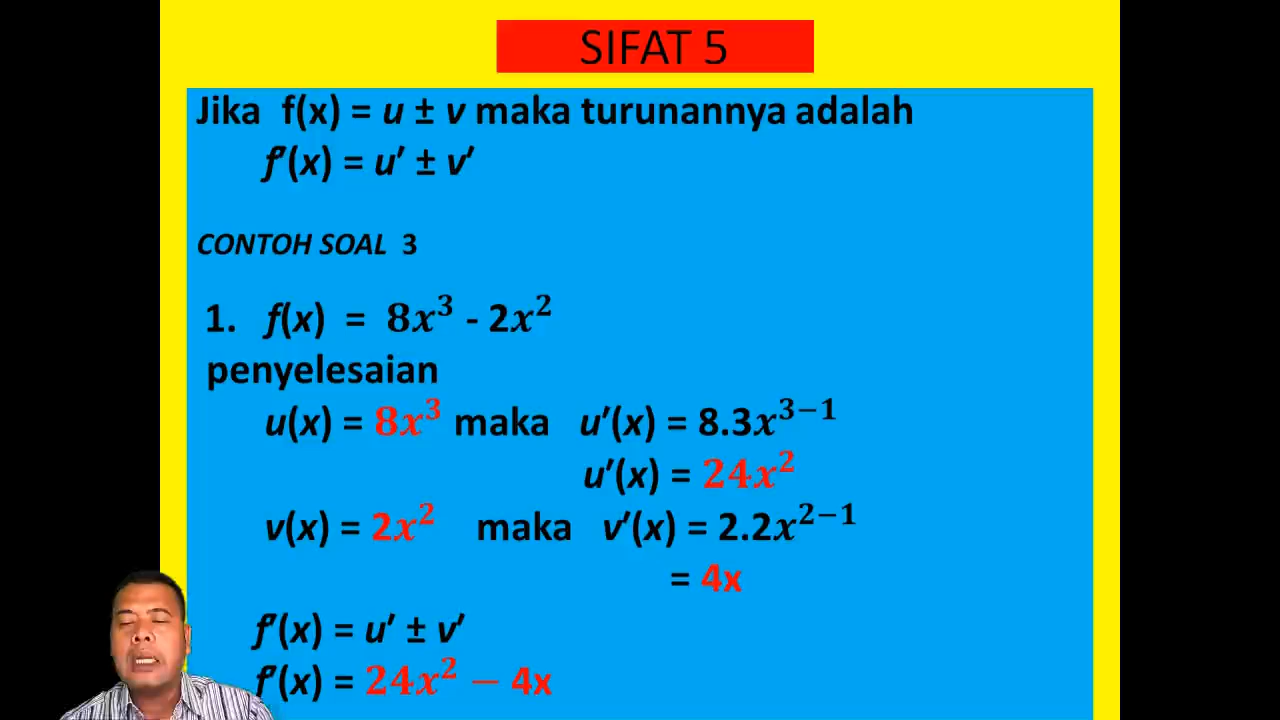 SIFAT 5
Jika f(x) = u ± v maka turunannya adalah
f′(x) = u′ ± v′
CONTOH SOAL 3
1. f(x) = 8x³ - 2x²
penyelesaian
u(x) = 8x³ maka u′(x) = 8.3x³⁻¹
u′(x) = 24x²
v(x) = 2x² maka v′(x) = 2.2x²⁻¹
= 4x
f′(x) = u′ ± v′
f′(x) = 24x² − 4x